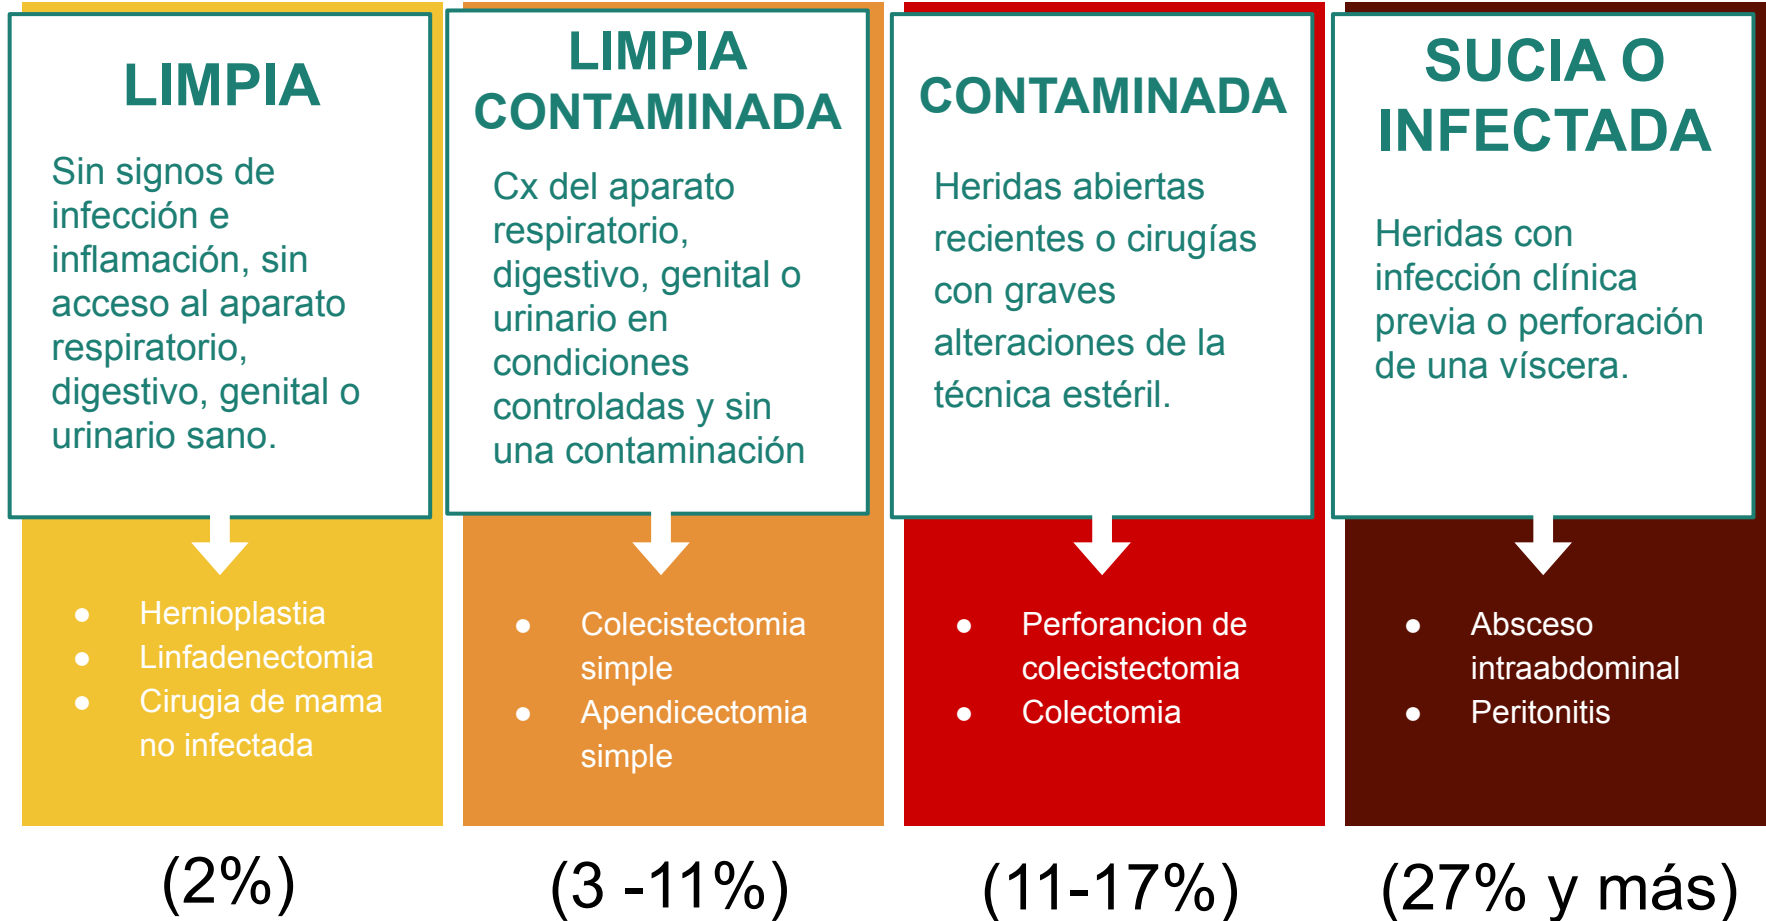 LIMPIA
Sin signos de
infección e
inflamación, sin
acceso al aparato
respiratorio,
digestivo, genital o
urinario sano.
● Hernioplastia
● Linfadenectomia
● Cirugia de mama
no infectada
(2%)
LIMPIA
CONTAMINADA
Cx del aparato
respiratorio,
digestivo, genital o
urinario en
condiciones
controladas y sin
una contaminación
● Colecistectomia
simple
● Apendicectomia
simple
(3 -11%)
CONTAMINADA
Heridas abiertas
recientes o cirugías
con graves
alteraciones de la
técnica estéril.
● Perforancion de
colecistectomia
● Colectomia
(11-17%)
SUCIA O
INFECTADA
Heridas con
infección clínica
previa o perforación
de una víscera.
● Absceso
intraabdominal
● Peritonitis
(27% y más)